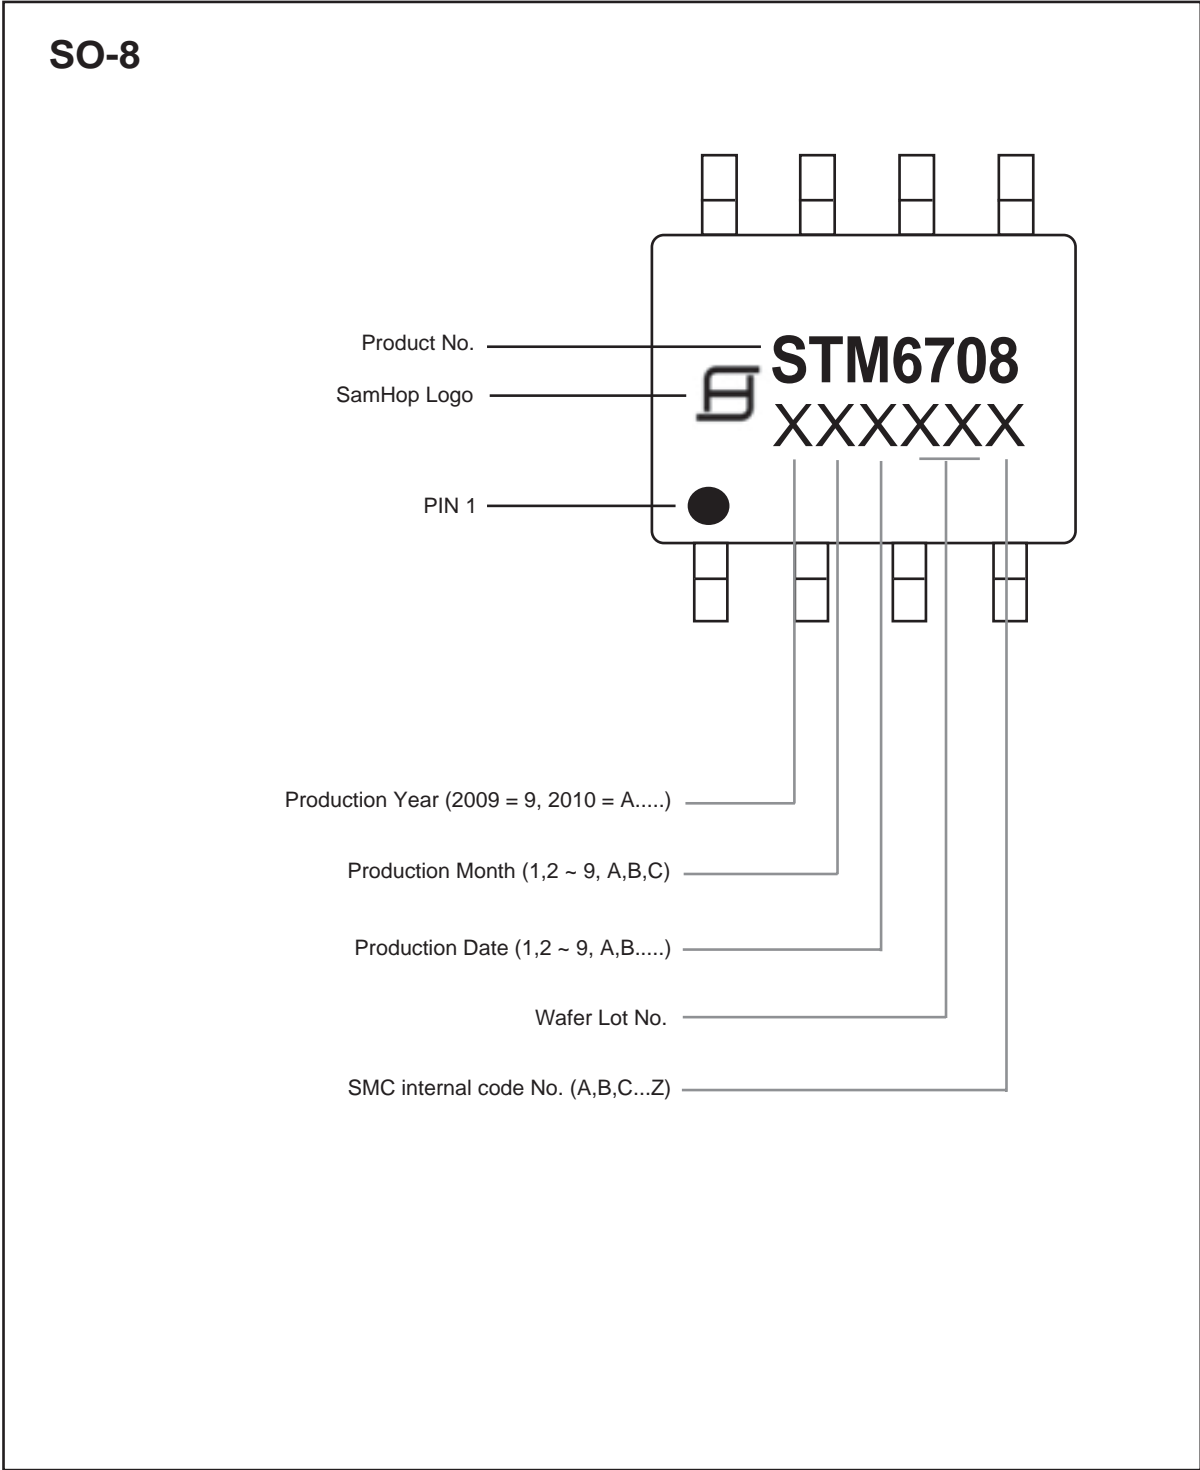 SO-8
Product No.
STM6708
SamHop Logo
XXXXXX
PIN 1
Production Year (2009 = 9, 2010 = A.....)
Production Month (1,2 ~ 9, A,B,C)
Production Date (1,2 ~ 9, A,B.....)
Wafer Lot No.
SMC internal code No. (A,B,C...Z)